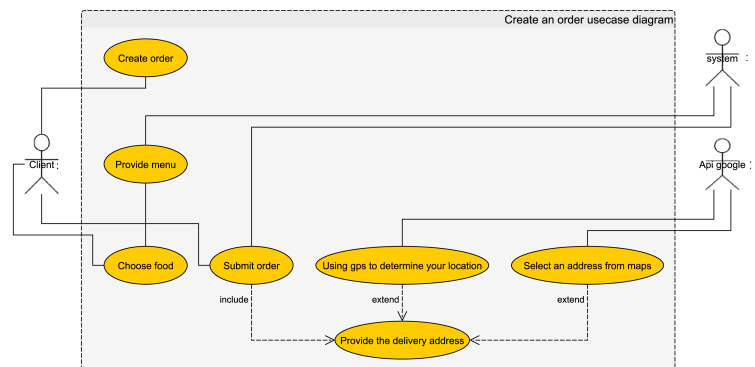 Create an order usecase diagram
Create order
system :
Provide menu
Client :
Api google :
Choose food
Submit order
Using gps to determine your location
Select an address from maps
include
extend
extend
Provide the delivery address